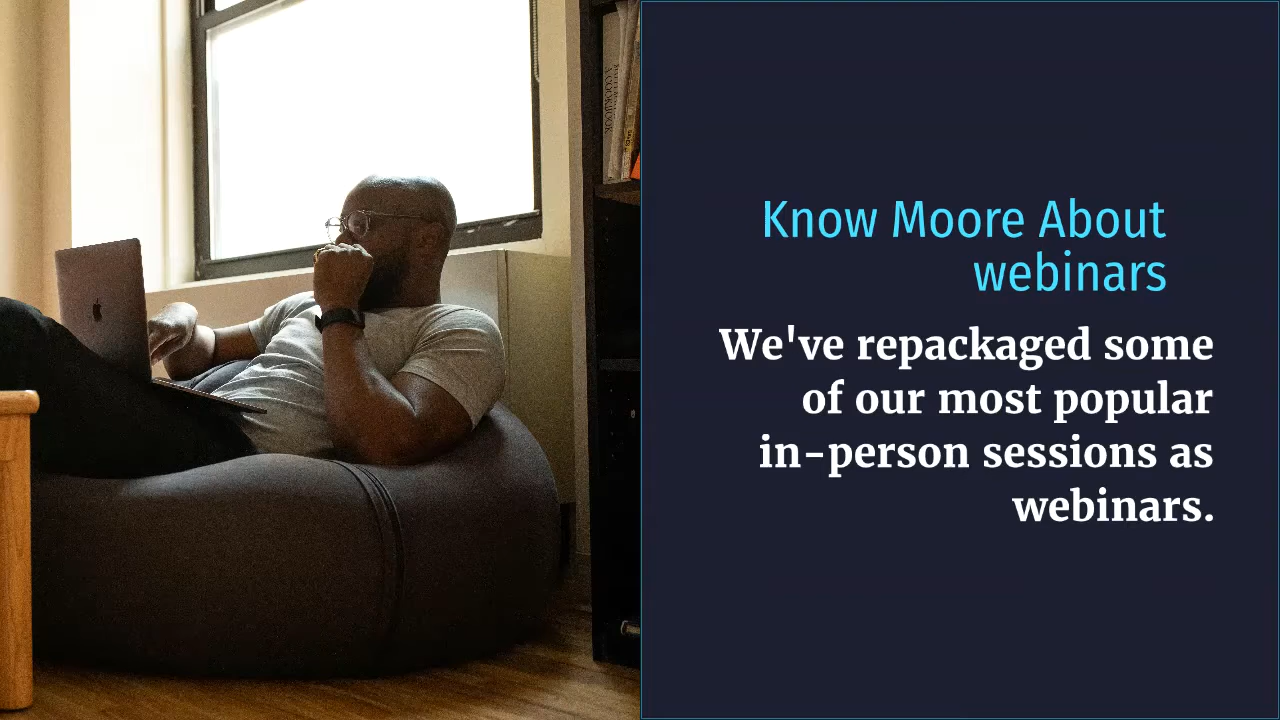 Know Moore About
webinars
We've repackaged some
of our most popular
in-person sessions as
webinars.